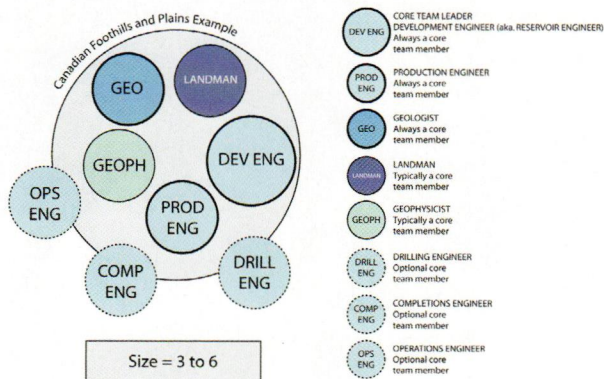 Canadian Foothills and Plains Example
GEO
LANDMAN
GEOPH
DEV ENG
OPS
ENG
PROD
ENG
COMP
ENG
DRILL
ENG
Size = 3 to 6
DEV ENG
CORE TEAM LEADER
DEVELOPMENT ENGINEER (aka. RESERVOIR ENGINEER)
Always a core
team member
PROD
ENG
PRODUCTION ENGINEER
Always a core
team member
GEO
GEOLOGIST
Always a core
team member
LANDMAN
LANDMAN
Typically a core
team member
GEOPH
GEOPHYSICIST
Typically a core
team member
DRILL
ENG
DRILLING ENGINEER
Optional core
team member
COMP
ENG
COMPLETIONS ENGINEER
Optional core
team member
OPS
ENG
OPERATIONS ENGINEER
Optional core
team member